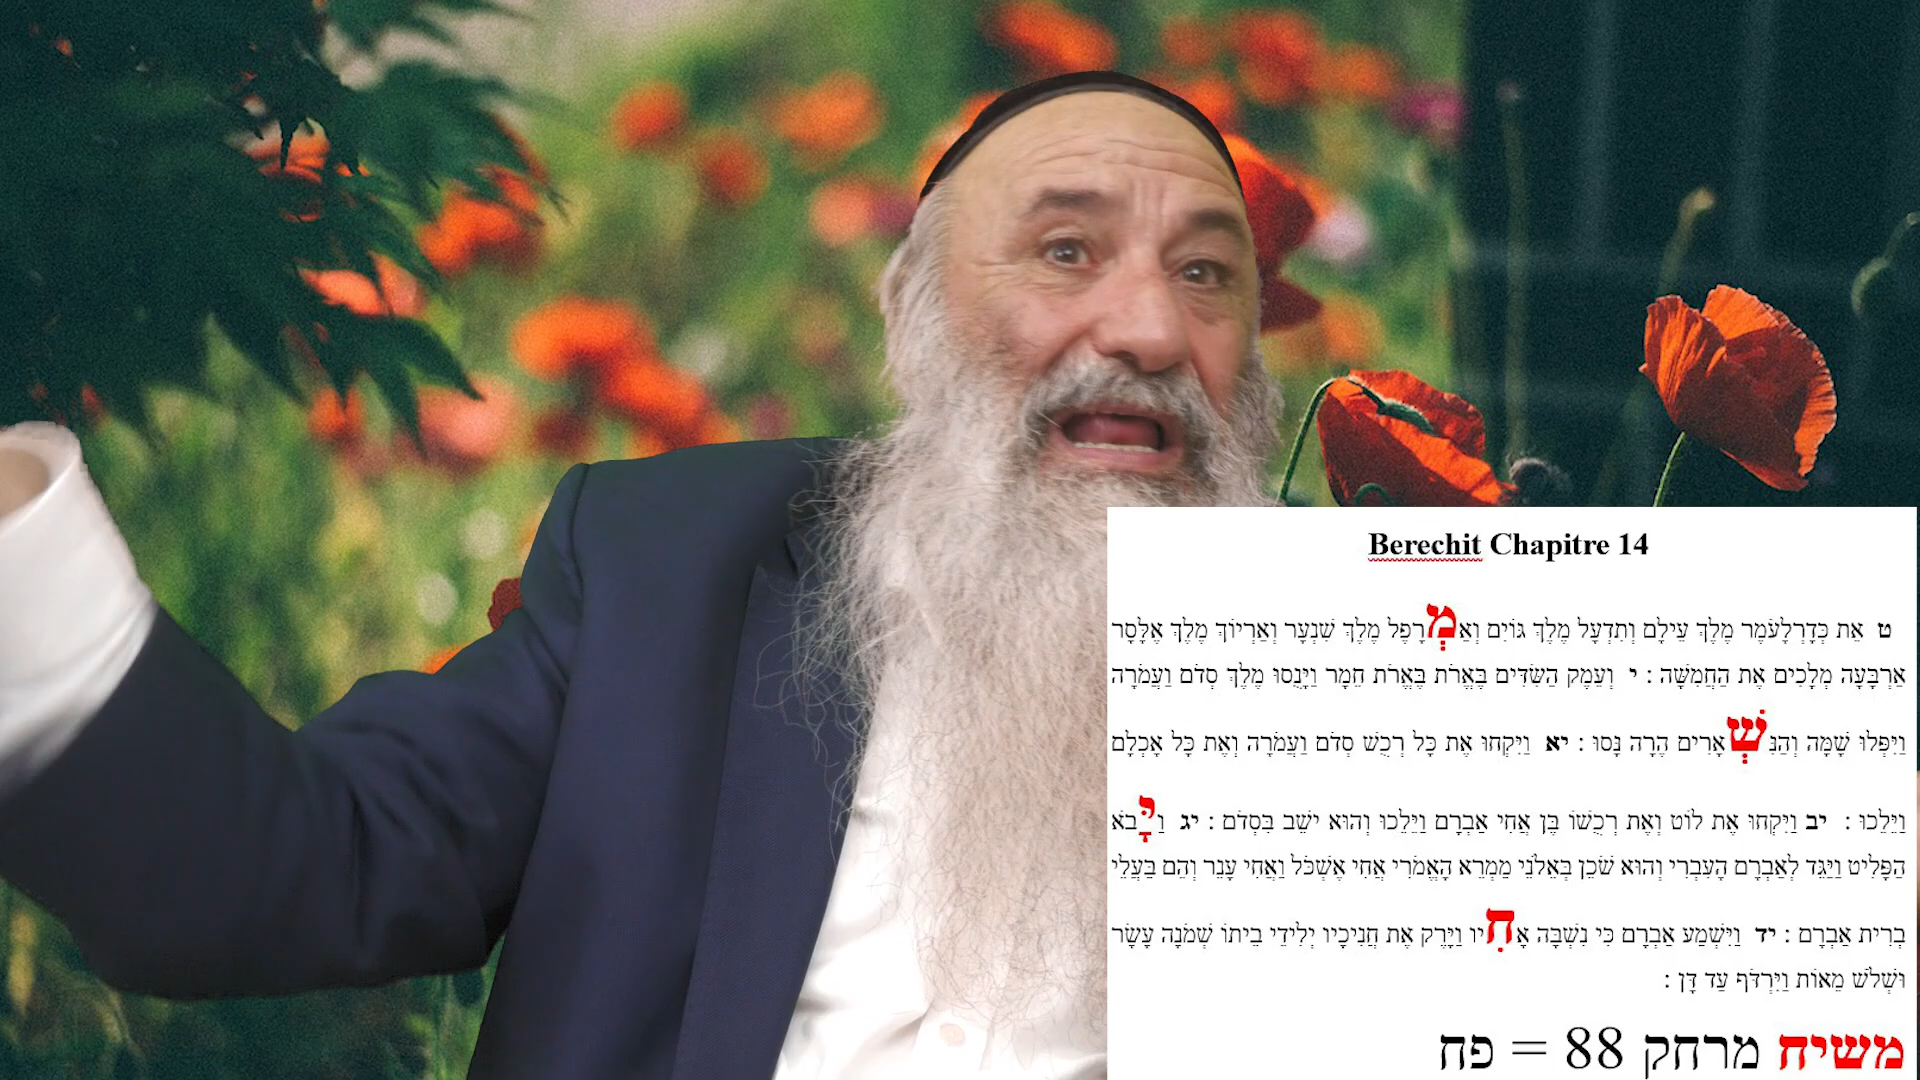 Berechit Chapitre 14
ט אֵת כְּדָרְלָעֹמֶר מֶלֶךְ עֵילָם וְתִדְעָל מֶלֶךְ גּוֹיִם וְאַמְרָפֶל מֶלֶךְ שִׁנְעָר וְאַרְיוֹךְ מֶלֶךְ אֶלָּסָר
אַרְבָּעָה מְלָכִים אֶת הַחֲמִשָּׁה : י וְעֵמֶק הַשִּׂדִּים בֶּאֱרֹת בֶּאֱרֹת חֵמָר וַיָּנֻסוּ מֶלֶךְ סְדֹם וַעֲמֹרָה
וַיִּפְּלוּ שָׁמָּה וְהַנִּשְׁאָרִים הֶרָה נָּסוּ : יא וַיִּקְחוּ אֶת כָּל רְכֻשׁ סְדֹם וַעֲמֹרָה וְאֶת כָּל אָכְלָם
וַיֵּלֵכוּ : יב וַיִּקְחוּ אֶת לוֹט וְאֶת רְכֻשׁוֹ בֶּן אֲחִי אַבְרָם וַיֵּלֵכוּ וְהוּא יֹשֵׁב בִּסְדֹם : יג וַיָּבֹא
הַפָּלִיט וַיַּגֵּד לְאַבְרָם הָעִבְרִי וְהוּא שֹׁכֵן בְּאֵלֹנֵי מַמְרֵא הָאֱמֹרִי אֲחִי אֶשְׁכֹּל וַאֲחִי עָנֵר וְהֵם בַּעֲלֵי
בְרִית אַבְרָם : יד וַיִּשְׁמַע אַבְרָם כִּי נִשְׁבָּה אָחִיו וַיָּרֶק אֶת חֲנִיכָיו יְלִידֵי בֵיתוֹ שְׁמֹנָה עָשָׂר
וּשְׁלֹשׁ מֵאוֹת וַיִּרְדֹּף עַד דָּן :
משיח מרחק 88 = פח